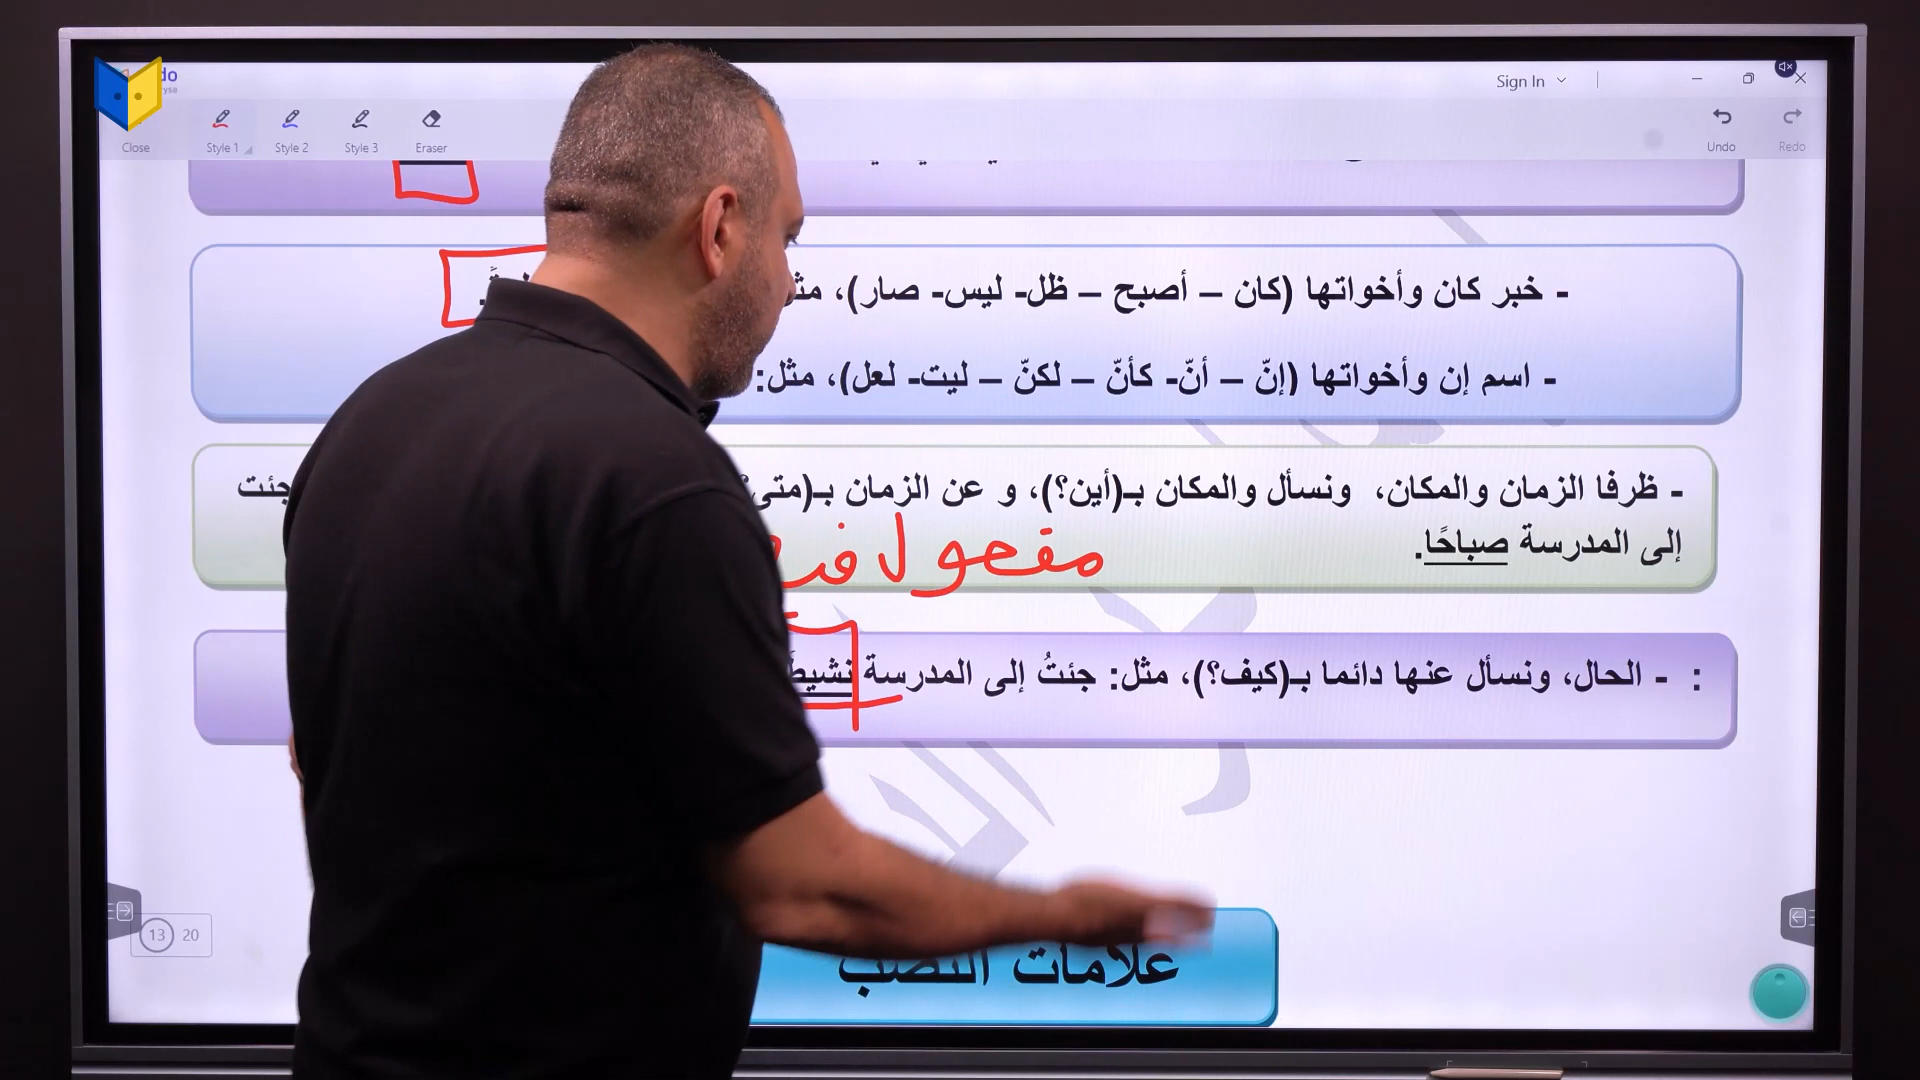 Sign In
Close
Style 1
Style 2
Style 3
Eraser
Undo
Redo
- خبر كان وأخواتها (كان – أصبح – ظل- ليس- صار)،
- اسم إن وأخواتها (إنّ – أنّ- كأنّ – لكنّ – ليت- لعل)، مثل:
- ظرفا الزمان والمكان، ونسأل والمكان بـ(أين؟)، و عن الزمان بـ(متى جئت
إلى المدرسة صباحًا.
مفعول
: - الحال، ونسأل عنها دائما بـ(كيف؟)، مثل: جئتُ إلى المدرسة
علامات النصب
13 20